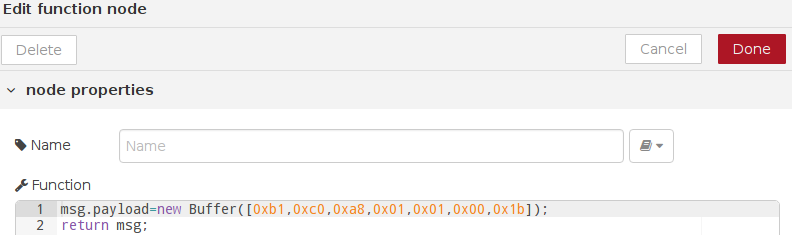 Edit function node
Delete
Cancel
Done
node properties
Name
Name
Function
1 msg.payload=new Buffer([0xb1,0xc0,0xa8,0x01,0x01,0x00,0x1b]);
2 return msg;